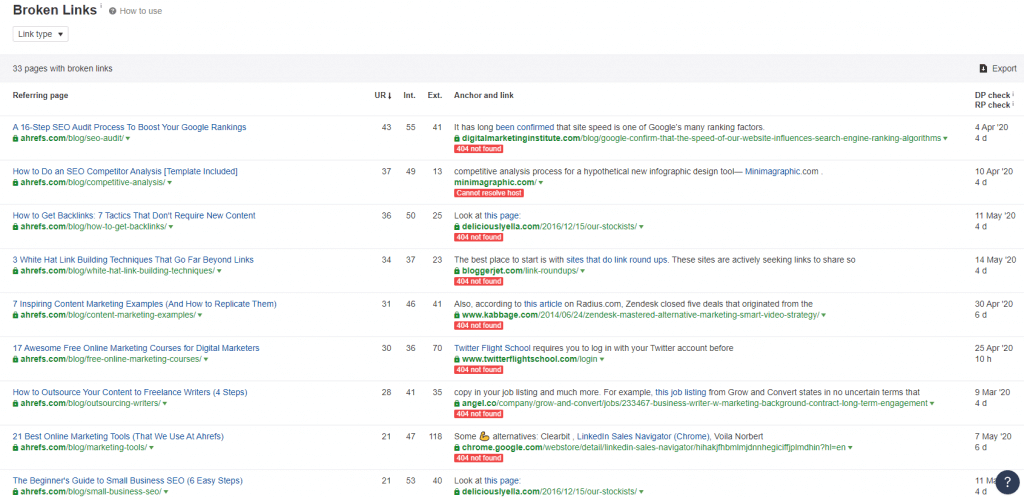 Broken Links i ? How to use
Link type ▼
33 pages with broken links Export
Referring page UR↓ Int. Ext. Anchor and link DP check i
RP check i
A 16-Step SEO Audit Process To Boost Your Google Rankings 43 55 41 It has long been confirmed that site speed is one of Google's many ranking factors. 4 Apr '20
ahrefs.com/blog/seo-audit/ ▼ digitalmarketinginstitute.com/blog/google-confirm-that-the-speed-of-our-website-influences-search-engine-ranking-algorithms ▼ 4 d
404 not found
How to Do an SEO Competitor Analysis [Template Included] 37 49 13 competitive analysis process for a hypothetical new infographic design tool— Minimagraphic.com . 10 Apr '20
ahrefs.com/blog/competitive-analysis/ ▼ minimagraphic.com/ ▼ 4 d
Cannot resolve host
How to Get Backlinks: 7 Tactics That Don't Require New Content 36 50 25 Look at this page: 11 May '20
ahrefs.com/blog/how-to-get-backlinks/ ▼ deliciouslyella.com/2016/12/15/our-stockists/ ▼ 4 d
404 not found
3 White Hat Link Building Techniques That Go Far Beyond Links 34 37 23 The best place to start is with sites that do link round ups. These sites are actively seeking links to share so 14 May '20
ahrefs.com/blog/white-hat-link-building-techniques/ ▼ bloggerjet.com/link-roundups/ ▼ 4 d
404 not found
7 Inspiring Content Marketing Examples (And How to Replicate Them) 31 46 41 Also, according to this article on Radius.com, Zendesk closed five deals that originated from the 30 Apr '20
ahrefs.com/blog/content-marketing-examples/ ▼ www.kabbage.com/2014/06/24/zendesk-mastered-alternative-marketing-smart-video-strategy/ ▼ 6 d
404 not found
17 Awesome Free Online Marketing Courses for Digital Marketers 30 36 70 Twitter Flight School requires you to log in with your Twitter account before 25 Apr '20
ahrefs.com/blog/free-online-marketing-courses/ ▼ www.twitterflightschool.com/login ▼ 10 h
404 not found
How to Outsource Your Content to Freelance Writers (4 Steps) 28 41 35 copy in your job listing and much more. For example, this job listing from Grow and Convert states in no uncertain terms that 9 Mar '20
ahrefs.com/blog/outsourcing-writers/ ▼ angel.co/company/grow-and-convert/jobs/233467-business-writer-w-marketing-background-contract-long-term-engagement ▼ 4 d
404 not found
21 Best Online Marketing Tools (That We Use At Ahrefs) 21 47 118 Some 💪 alternatives: Clearbit , LinkedIn Sales Navigator (Chrome), Voila Norbert 7 May '20
ahrefs.com/blog/marketing-tools/ ▼ chrome.google.com/webstore/detail/linkedin-sales-navigator/hihakjfhbmlmjdnnhegiciffjplmdhin?hl=en ▼ 6 d
404 not found
The Beginner's Guide to Small Business SEO (6 Easy Steps) 21 53 40 Look at this page: 11
ahrefs.com/blog/small-business-seo/ ▼ deliciouslyella.com/2016/12/15/our-stockists/ ▼ 4 d ?